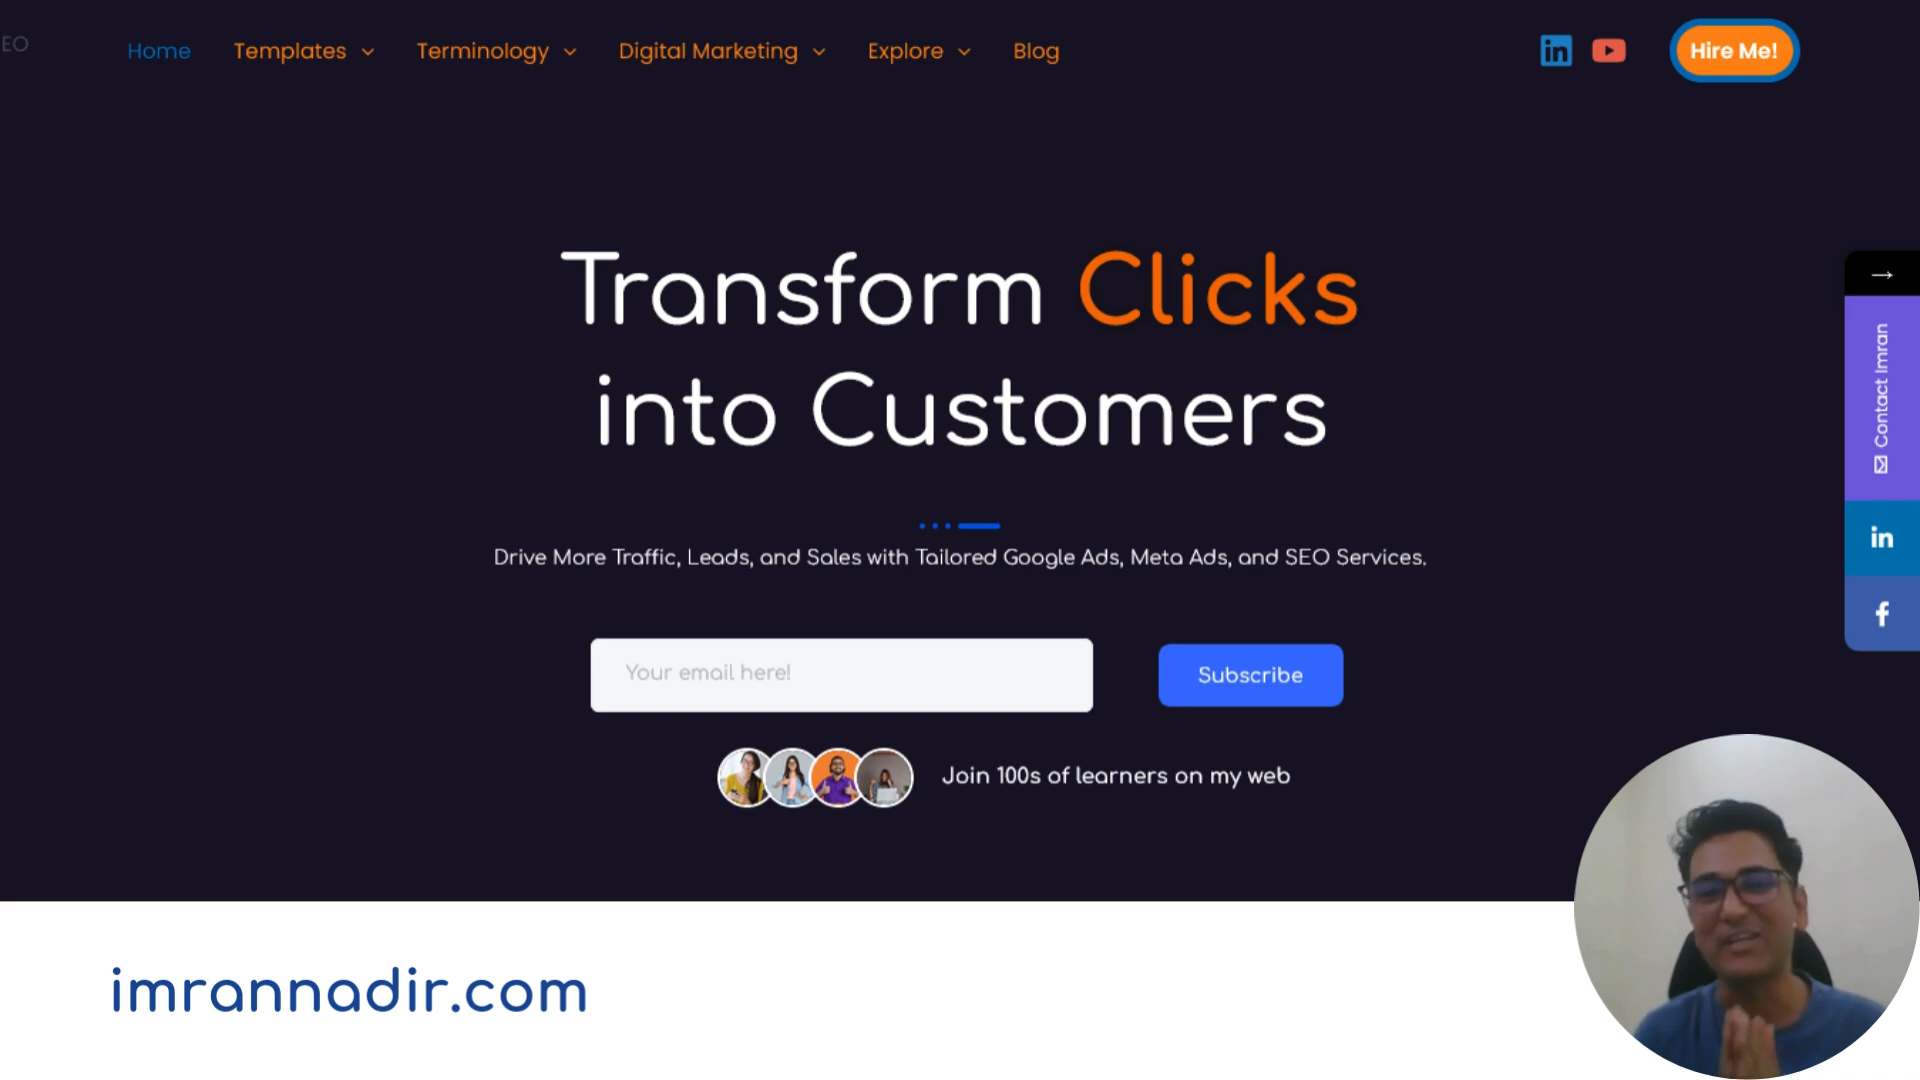 EO
Home
Templates
Terminology
Digital Marketing
Explore
Blog
in
Hire Me!
Transform Clicks
into Customers
Contact Imran
in
f
Drive More Traffic, Leads, and Sales with Tailored Google Ads, Meta Ads, and SEO Services.
Your email here!
Subscribe
Join 100s of learners on my web
imrannadir.com